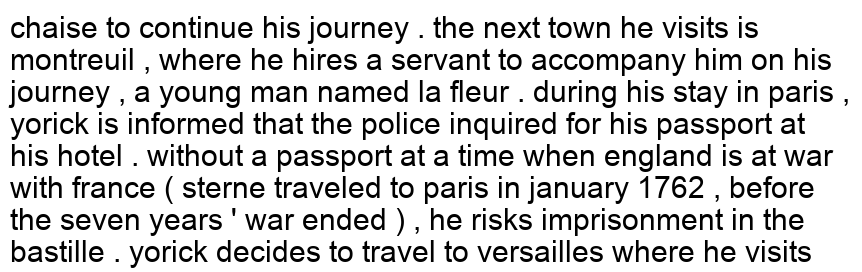 chaise to continue his journey . the next town he visits is
montreuil , where he hires a servant to accompany him on his
journey , a young man named la fleur . during his stay in paris ,
yorick is informed that the police inquired for his passport at
his hotel . without a passport at a time when england is at war
with france ( sterne traveled to paris in january 1762 , before
the seven years ' war ended ) , he risks imprisonment in the
bastille . yorick decides to travel to versailles where he visits